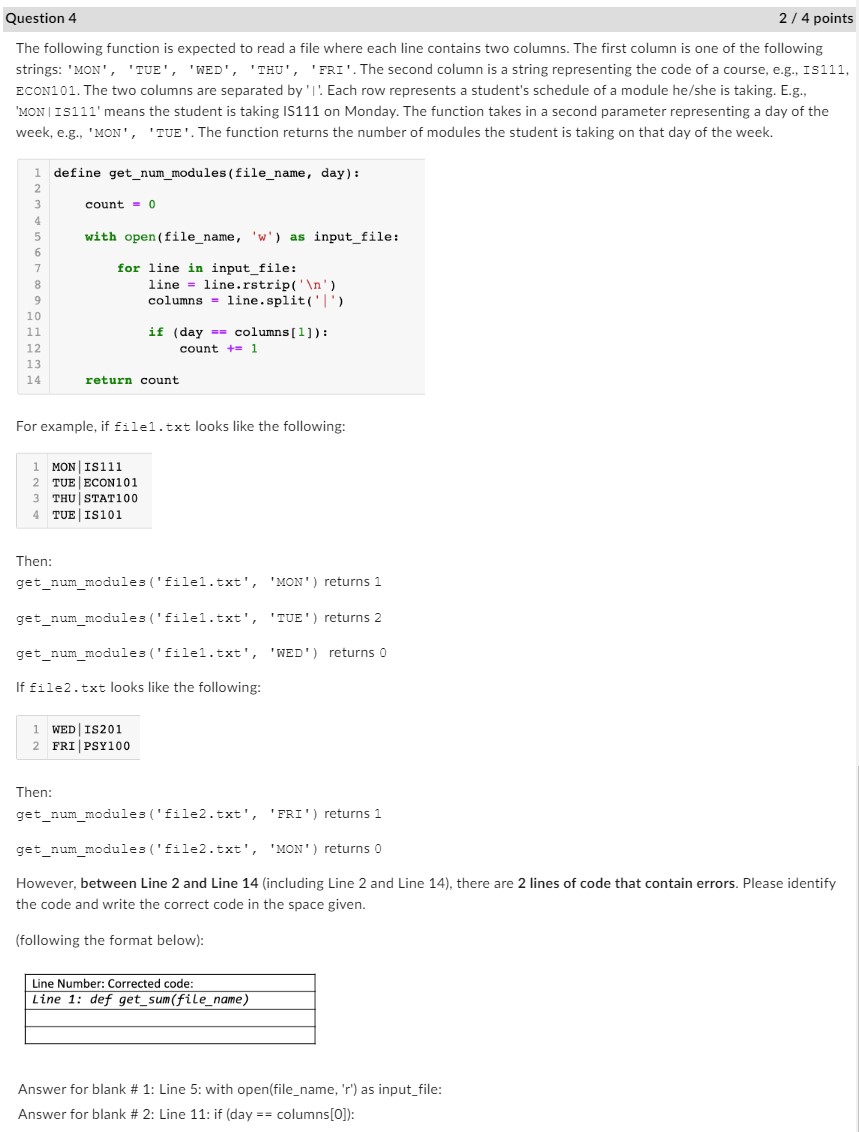 Question 4 2 / 4 points
The following function is expected to read a file where each line contains two columns. The first column is one of the following
strings: 'MON', 'TUE', 'WED', 'THU', 'FRI'. The second column is a string representing the code of a course, e.g., IS111,
ECON101. The two columns are separated by '|'. Each row represents a student's schedule of a module he/she is taking. E.g.,
'MON|IS111' means the student is taking IS111 on Monday. The function takes in a second parameter representing a day of the
week, e.g., 'MON', 'TUE'. The function returns the number of modules the student is taking on that day of the week.
1 define get_num_modules(file_name, day):
2
3     count = 0
4
5     with open(file_name, 'w') as input_file:
6
7         for line in input_file:
8             line = line.rstrip('\n')
9             columns = line.split('|')
10
11             if (day == columns[1]):
12                 count += 1
13
14     return count
For example, if file1.txt looks like the following:
1 MON|IS111
2 TUE|ECON101
3 THU|STAT100
4 TUE|IS101
Then:
get_num_modules('file1.txt', 'MON') returns 1
get_num_modules('file1.txt', 'TUE') returns 2
get_num_modules('file1.txt', 'WED') returns 0
If file2.txt looks like the following:
1 WED|IS201
2 FRI|PSY100
Then:
get_num_modules('file2.txt', 'FRI') returns 1
get_num_modules('file2.txt', 'MON') returns 0
However, between Line 2 and Line 14 (including Line 2 and Line 14), there are 2 lines of code that contain errors. Please identify
the code and write the correct code in the space given.
(following the format below):
Line Number: Corrected code:
Line 1: def get_sum(file_name)
Answer for blank # 1: Line 5: with open(file_name, 'r') as input_file:
Answer for blank # 2: Line 11: if (day == columns[0]):